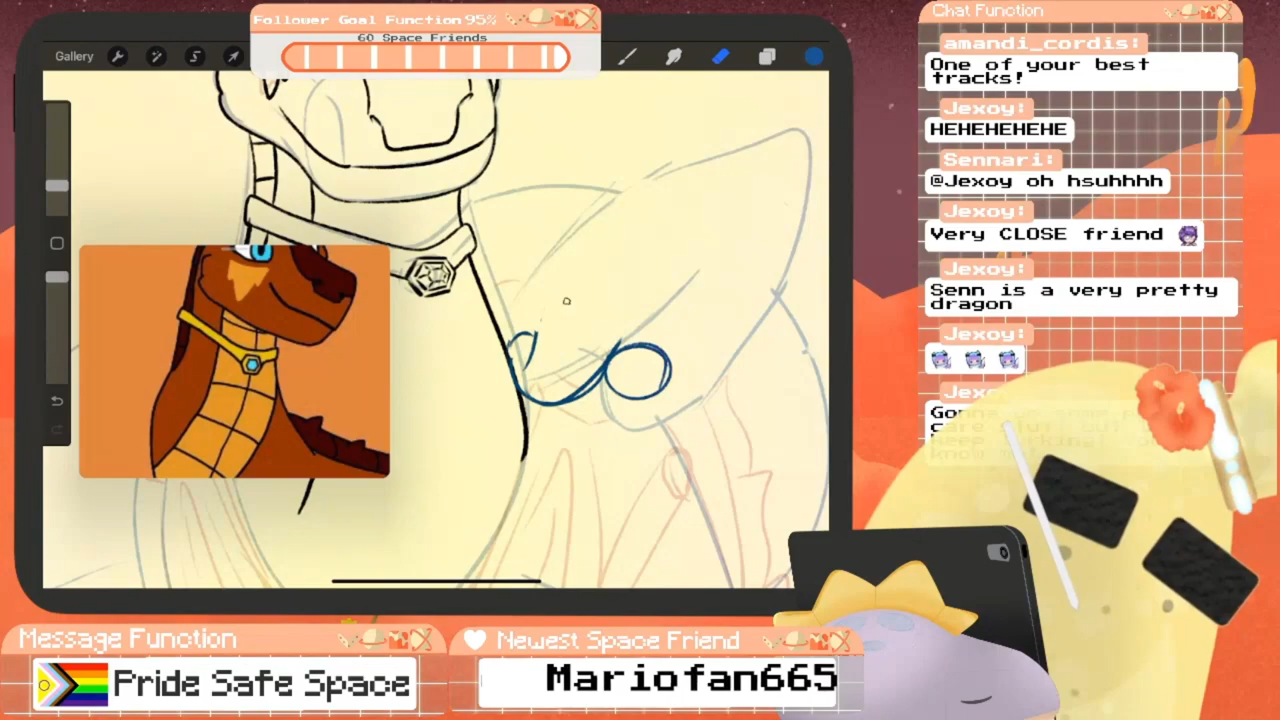 Follower Goal Function 95%
60 Space Friends
Gallery
Chat Function
amandi_cordis:
One of your best
tracks!
Jexoy:
HEHEHEHEHE
Sennari:
@Jexoy oh hsuhhhh
Jexoy:
Very CLOSE friend
Jexoy:
Senn is a very pretty
dragon
Jexoy:
Message Function
Pride Safe Space
Newest Space Friend
Mariofan665